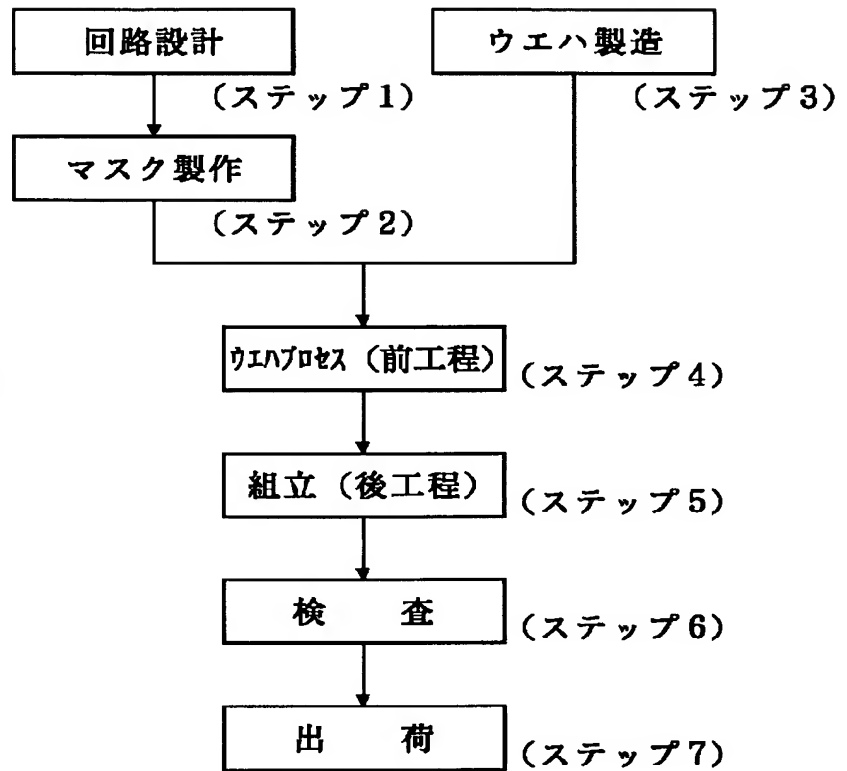 回路設計
(ステップ1)
マスク製作
(ステップ2)
ウエハ製造
(ステップ3)
ウエハプロセス(前工程)
(ステップ4)
組立(後工程)
(ステップ5)
検 査
(ステップ6)
出 荷
(ステップ7)